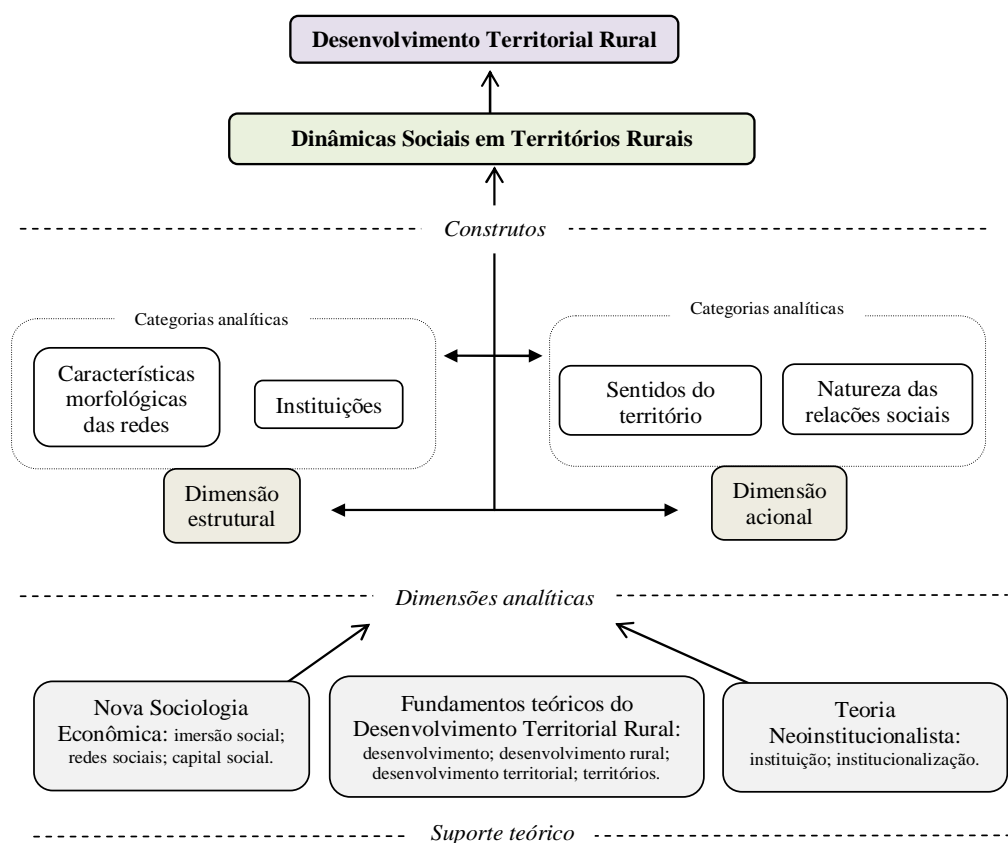 Desenvolvimento Territorial Rural
Dinâmicas Sociais em Territórios Rurais
Construtos
Categorias analíticas
Características
morfológicas
das redes
Instituições
Categorias analíticas
Sentidos do
território
Natureza das
relações sociais
Dimensão
estrutural
Dimensão
acional
Dimensões analíticas
Nova Sociologia
Econômica: imersão social;
redes sociais; capital social.
Fundamentos teóricos do
Desenvolvimento Territorial Rural:
desenvolvimento; desenvolvimento rural;
desenvolvimento territorial; territórios.
Teoria
Neoinstitucionalista:
instituição; institucionalização.
Suporte teórico